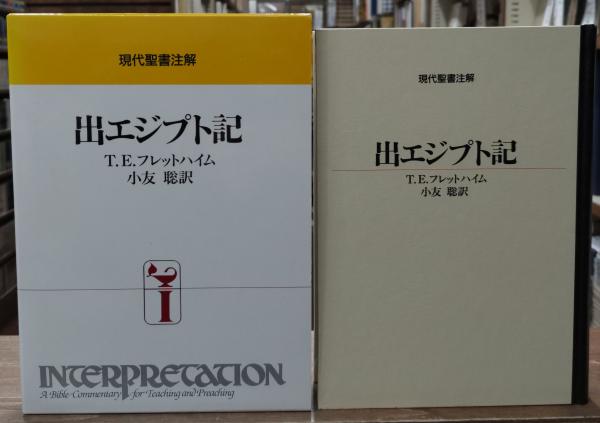 現代聖書注解
出エジプト記
T.E.フレットハイム
小友 聡訳
I
INTERPRETATION
A Bible Commentary for Teaching and Preaching
現代聖書注解
出エジプト記
T.E.フレットハイム
小友 聡訳